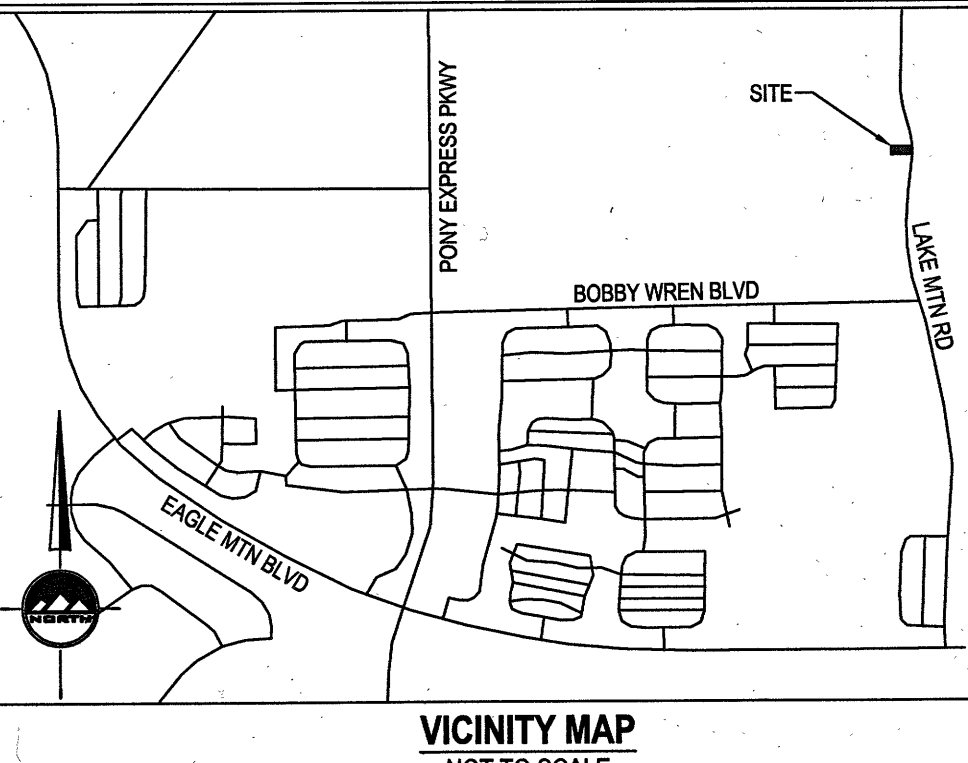 PONY EXPRESS PKWY
SITE
LAKE MTN RD
BOBBY WREN BLVD
EAGLE MTN BLVD
NORTH
VICINITY MAP
NOT TO SCALE